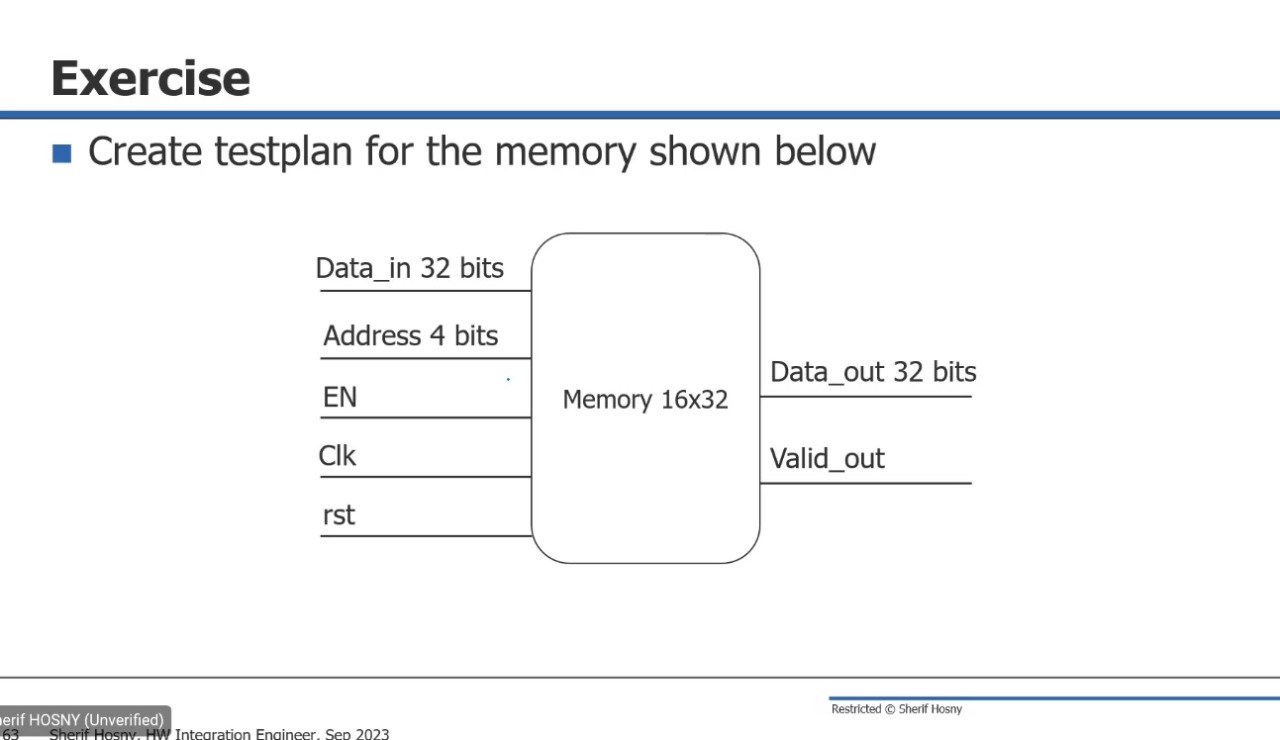 Exercise
Create testplan for the memory shown below
Data_in 32 bits
Address 4 bits
EN
Clk
rst
Memory 16x32
Data_out 32 bits
Valid_out
Restricted © Sherif Hosny
herif HOSNY (Unverified)
63 Sherif Hosny, HW Integration Engineer, Sep 2023